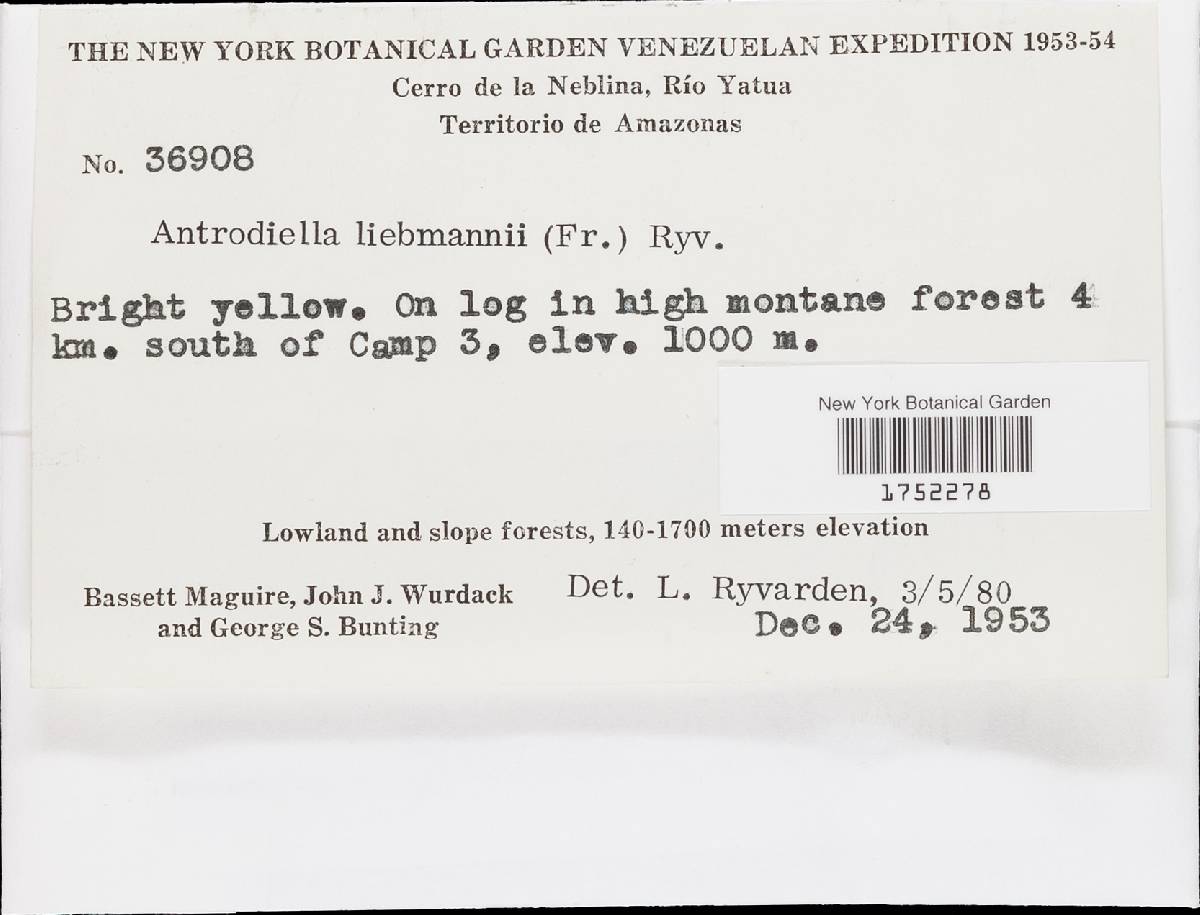 THE NEW YORK BOTANICAL GARDEN VENEZUELAN EXPEDITION 1953-54
Cerro de la Neblina, Río Yatua
Territorio de Amazonas
No. 36908
Antrodiella liebmannii (Fr.) Ryv.
Bright yellow. On log in high montane forest 4
km. south of Camp 3, elev. 1000 m.
New York Botanical Garden
1752278
Lowland and slope forests, 140-1700 meters elevation
Bassett Maguire, John J. Wurdack
and George S. Bunting
Det. L. Ryvarden, 3/5/80
Dec. 24, 1953